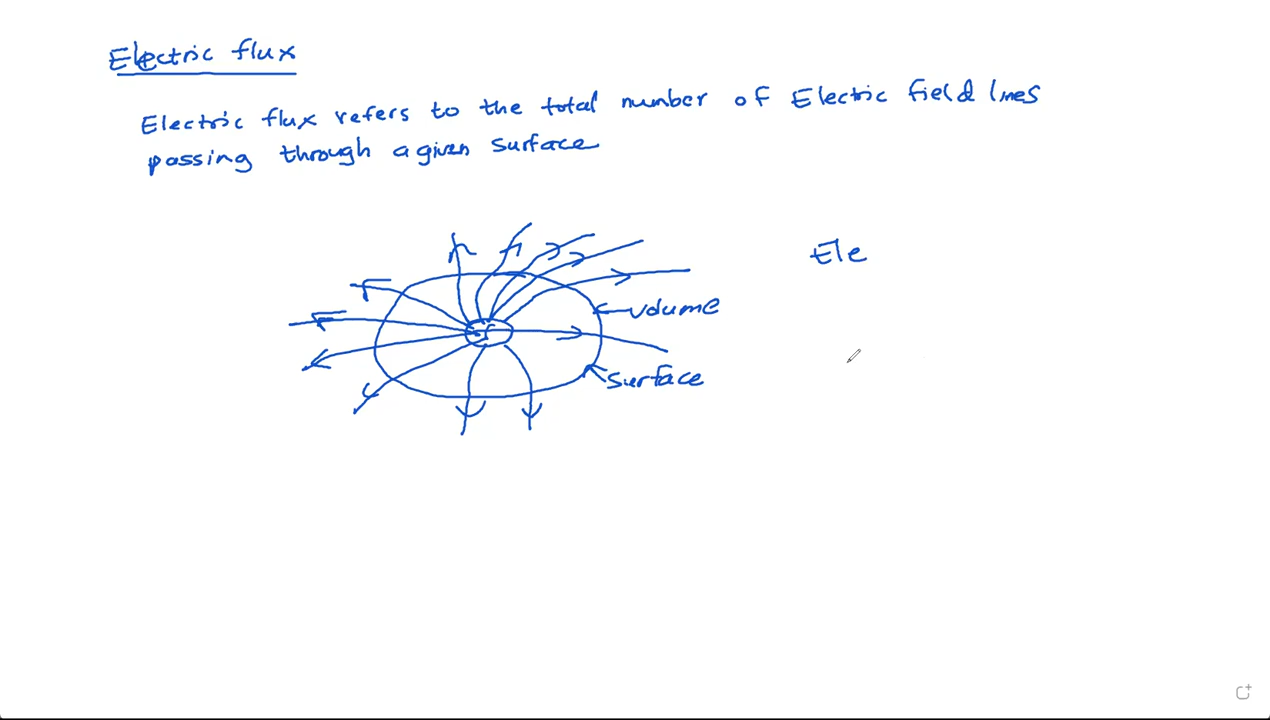 Electric flux
Electric flux refers to the total number of Electric field lines
passing through a given surface
Ele
volume
surface